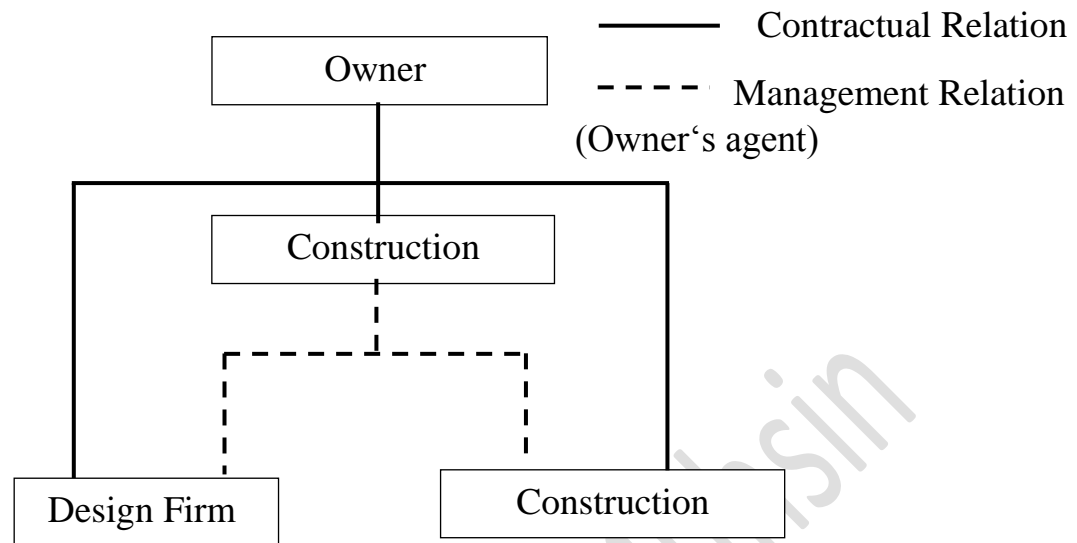 Contractual Relation
Owner
Management Relation
(Owner‘s agent)
Construction
Design Firm
Construction